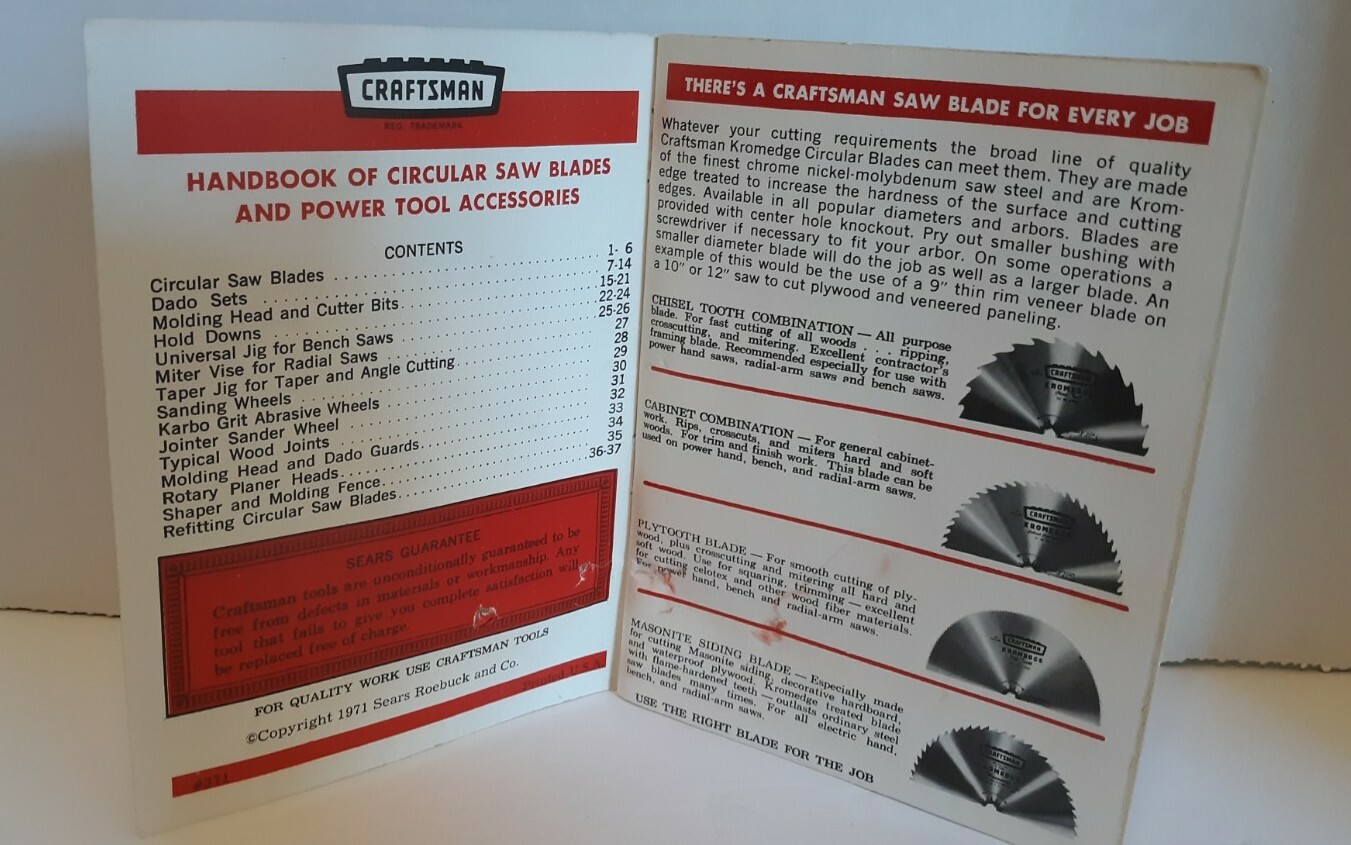 CRAFTSMAN
REG. TRADEMARK
HANDBOOK OF CIRCULAR SAW BLADES
AND POWER TOOL ACCESSORIES
CONTENTS
Circular Saw Blades 1- 6
Dado Sets 7-14
Molding Head and Cutter Bits 15-21
Hold Downs 22-24
Universal Jig for Bench Saws 25-26
Miter Vise for Radial Saws 27
Taper Jig for Taper and Angle Cutting 28
Sanding Wheels 29
Karbo Grit Abrasive Wheels 30
Jointer Sander Wheel 31
Typical Wood Joints 32
Molding Head and Dado Guards 33
Rotary Planer Heads 34
Shaper and Molding Fence 35
Refitting Circular Saw Blades 36-37
SEARS GUARANTEE
Craftsman tools are unconditionally guaranteed to be
free from defects in materials or workmanship. Any
tool that fails to give you complete satisfaction will
be replaced free of charge.
FOR QUALITY WORK USE CRAFTSMAN TOOLS
©Copyright 1971 Sears Roebuck and Co.
Printed U.S.A.
THERE'S A CRAFTSMAN SAW BLADE FOR EVERY JOB
Whatever your cutting requirements the broad line of quality
Craftsman Kromedge Circular Blades can meet them. They are made
of the finest chrome nickel-molybdenum saw steel and are Krom-
edge treated to increase the hardness of the surface and cutting
edges. Available in all popular diameters and arbors. Blades are
provided with center hole knockout. Pry out smaller bushing with
screwdriver if necessary to fit your arbor. On some operations a
smaller diameter blade will do the job as well as a larger blade. An
example of this would be the use of a 9" thin rim veneer blade on
a 10" or 12" saw to cut plywood and veneered paneling.
CHISEL TOOTH COMBINATION — All purpose
blade. For fast cutting of all woods . . . ripping,
crosscutting, and mitering. Excellent contractor's
framing blade. Recommended especially for use with
power hand saws, radial-arm saws and bench saws.
CRAFTSMAN
KROMEDGE
CABINET COMBINATION — For general cabinet-
work. Rips, crosscuts, and miters hard and soft
woods. For trim and finish work. This blade can be
used on power hand, bench, and radial-arm saws.
CRAFTSMAN
KROMEDGE
PLYTOOTH BLADE — For smooth cutting of ply-
wood, plus crosscutting and mitering all hard and
soft wood. Use for squaring, trimming — excellent
for cutting celotex and other wood fiber materials.
For power hand, bench and radial-arm saws.
CRAFTSMAN
KROMEDGE
MASONITE SIDING BLADE — Especially made
for cutting Masonite siding, decorative hardboard,
and waterproof plywood. Kromedge treated blade
with flame-hardened teeth — outlasts ordinary steel
saw blades many times. For all electric hand,
bench, and radial-arm saws.
CRAFTSMAN
KROMEDGE
USE THE RIGHT BLADE FOR THE JOB